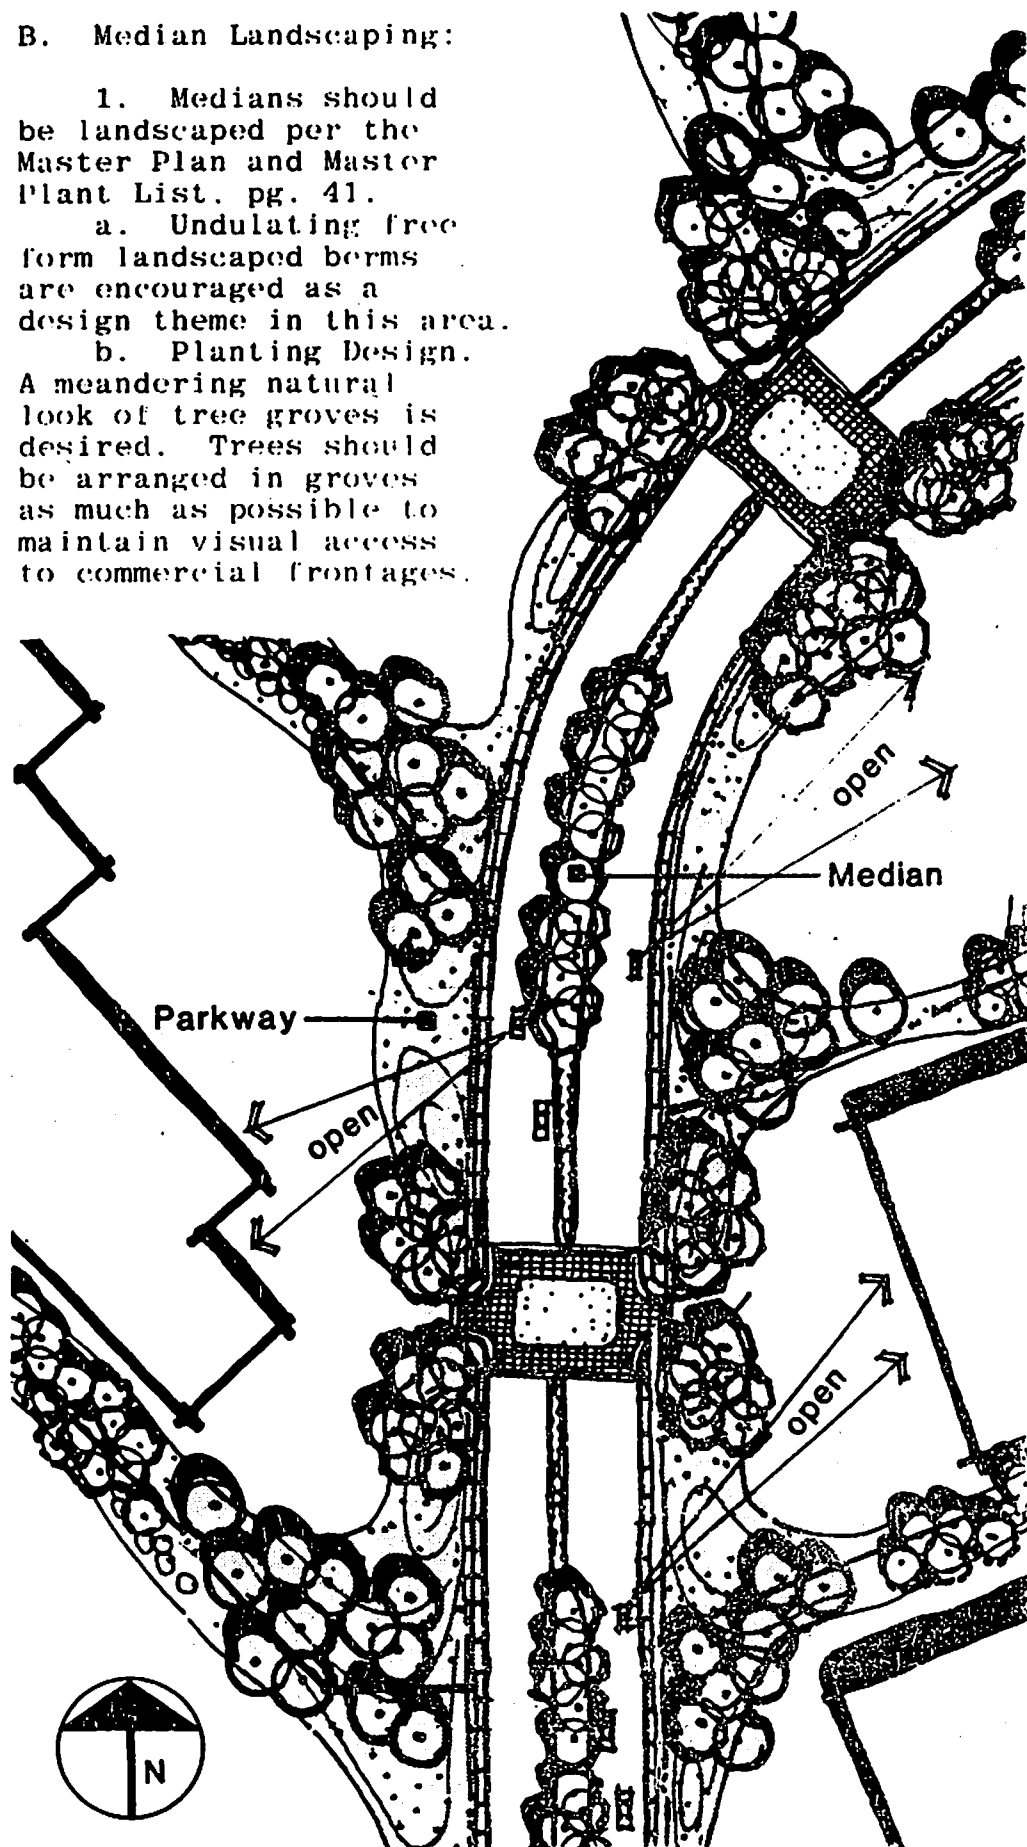 B. Median Landscaping:
1. Medians should
be landscaped per the
Master Plan and Master
Plant List. pg. 41.
a. Undulating free
form landscaped berms
are encouraged as a
design theme in this area.
b. Planting Design.
A meandering natural
look of tree groves is
desired. Trees should
be arranged in groves
as much as possible to
maintain visual access
to commercial frontages.
open
Median
Parkway
open
open
N